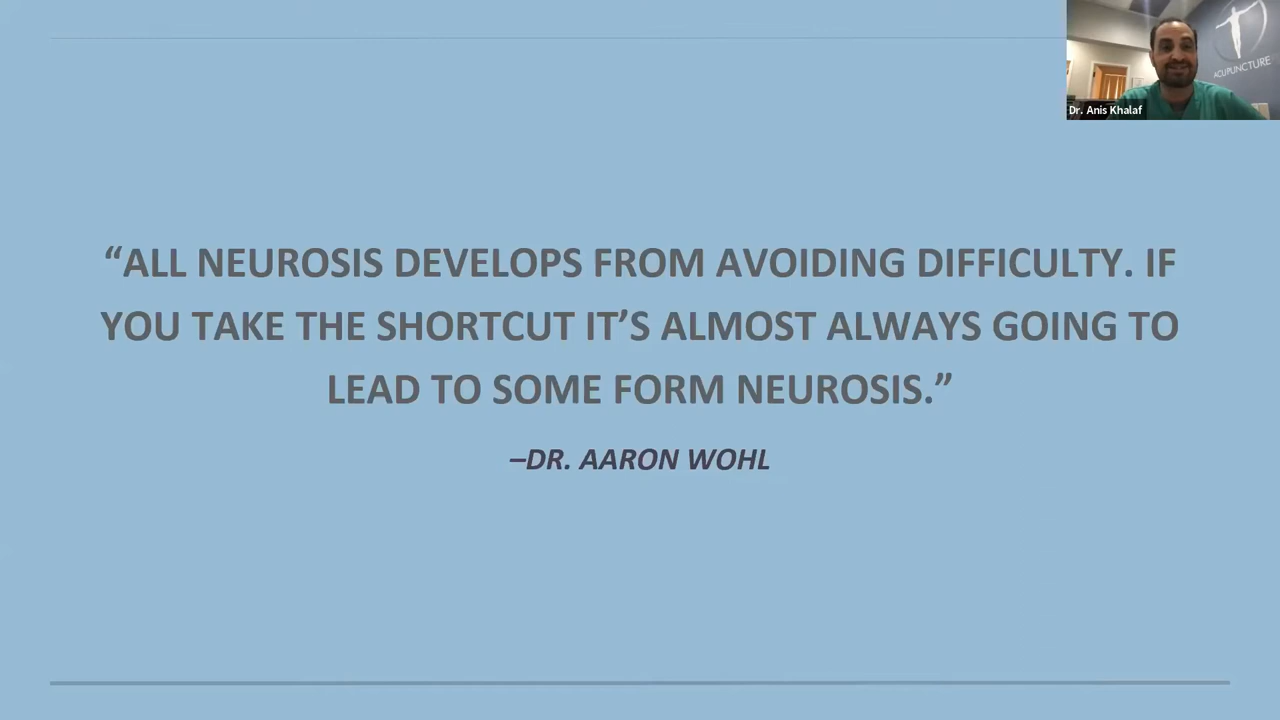 ACUPUNCTURE
Dr. Anis Khalaf
“ALL NEUROSIS DEVELOPS FROM AVOIDING DIFFICULTY. IF
YOU TAKE THE SHORTCUT IT’S ALMOST ALWAYS GOING TO
LEAD TO SOME FORM NEUROSIS.”
–DR. AARON WOHL